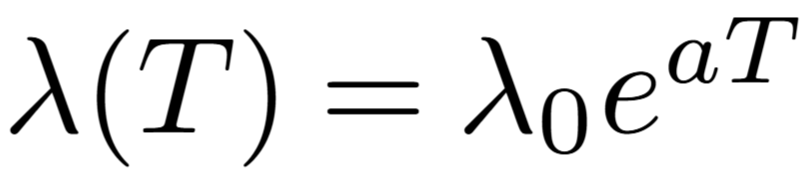 λ(T) = λ₀e^{aT}